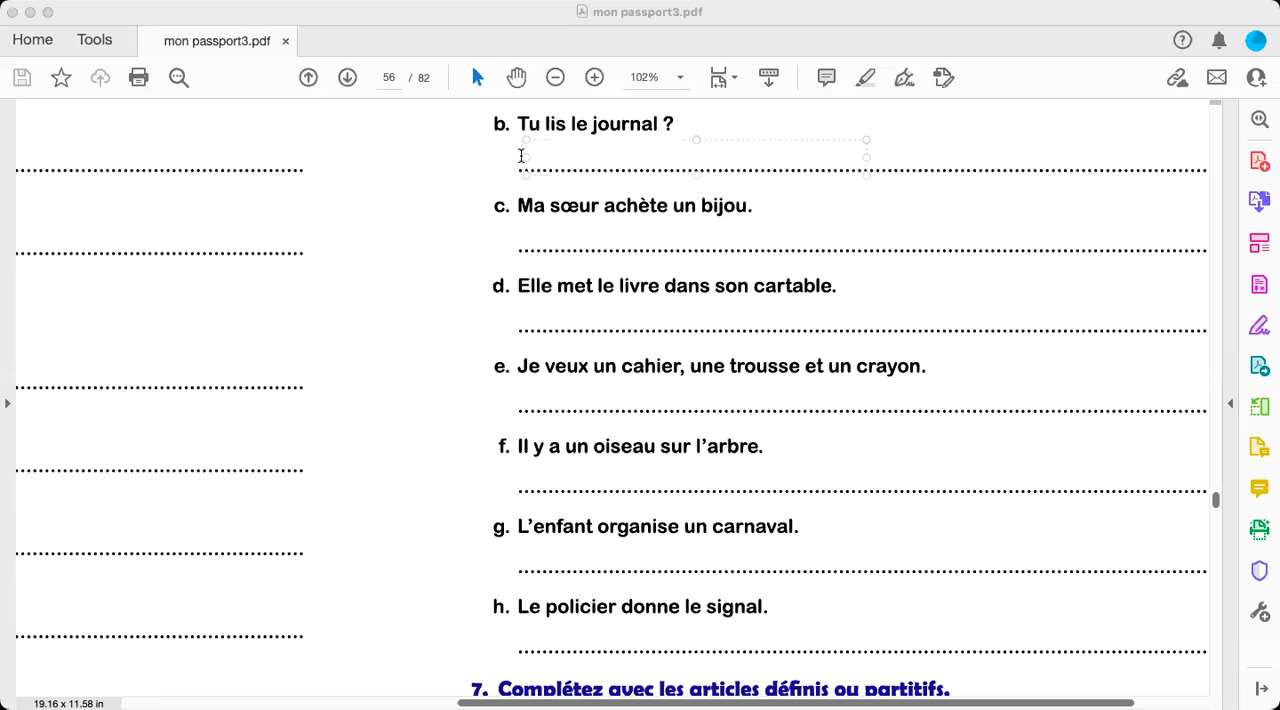 mon passport3.pdf
Home
Tools
mon passport3.pdf ×
56 / 82
102%
b. Tu lis le journal ?
c. Ma sœur achète un bijou.
d. Elle met le livre dans son cartable.
e. Je veux un cahier, une trousse et un crayon.
f. Il y a un oiseau sur l’arbre.
g. L’enfant organise un carnaval.
h. Le policier donne le signal.
7. Complétez avec les articles définis ou partitifs.
19.16 x 11.58 in